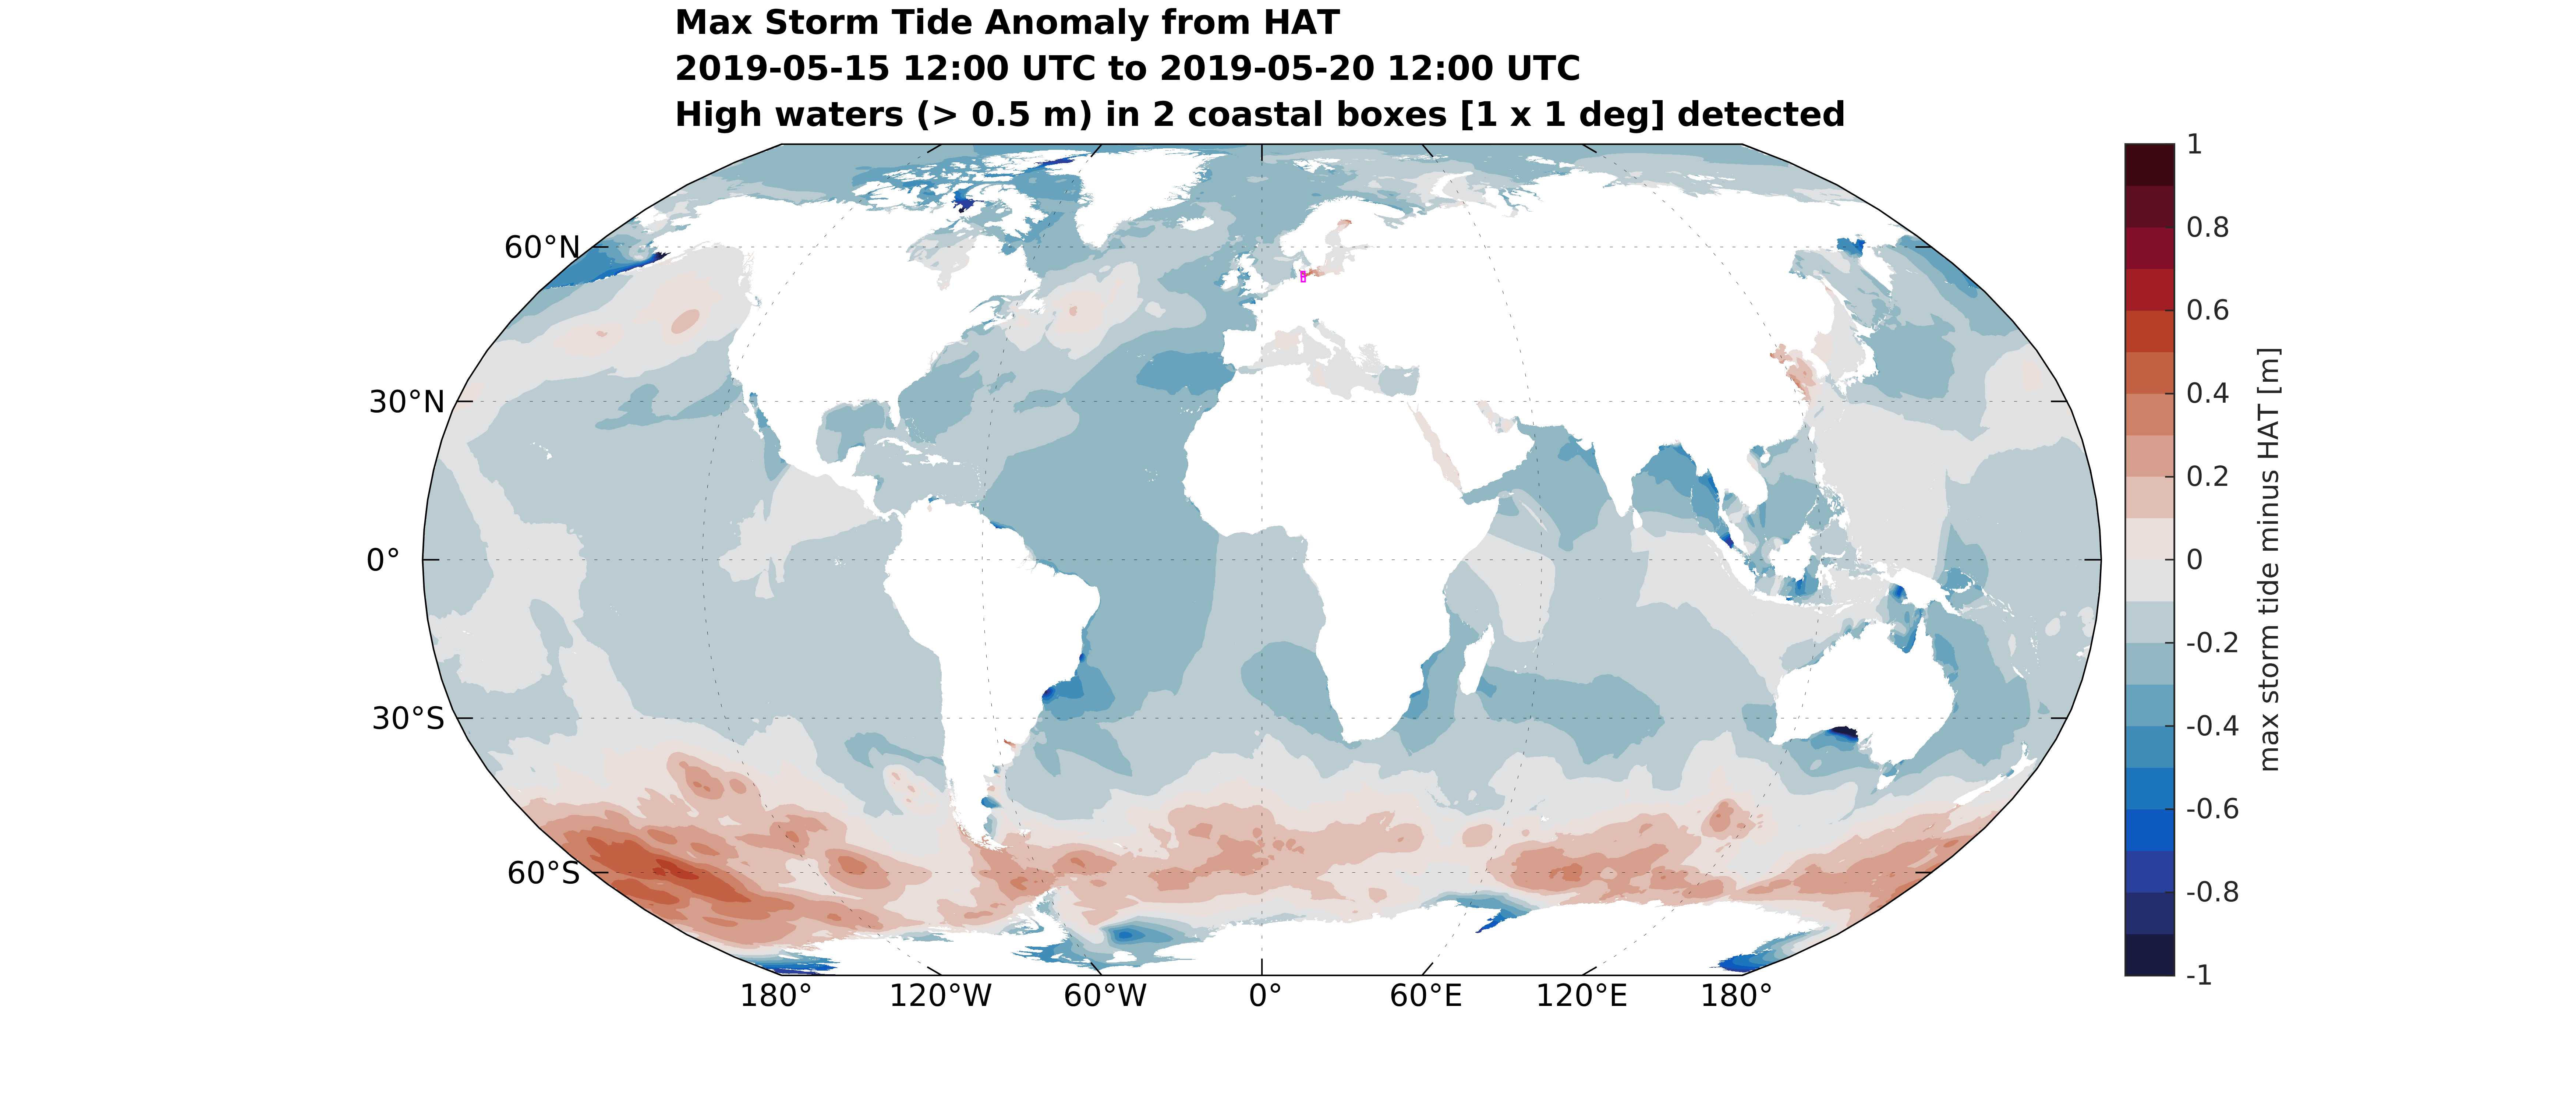 Max Storm Tide Anomaly from HAT
2019-05-15 12:00 UTC to 2019-05-20 12:00 UTC
High waters (> 0.5 m) in 2 coastal boxes [1 x 1 deg] detected
60°N
30°N
0°
30°S
60°S
180°
120°W
60°W
0°
60°E
120°E
180°
1
0.8
0.6
0.4
0.2
0
-0.2
-0.4
-0.6
-0.8
-1
max storm tide minus HAT [m]